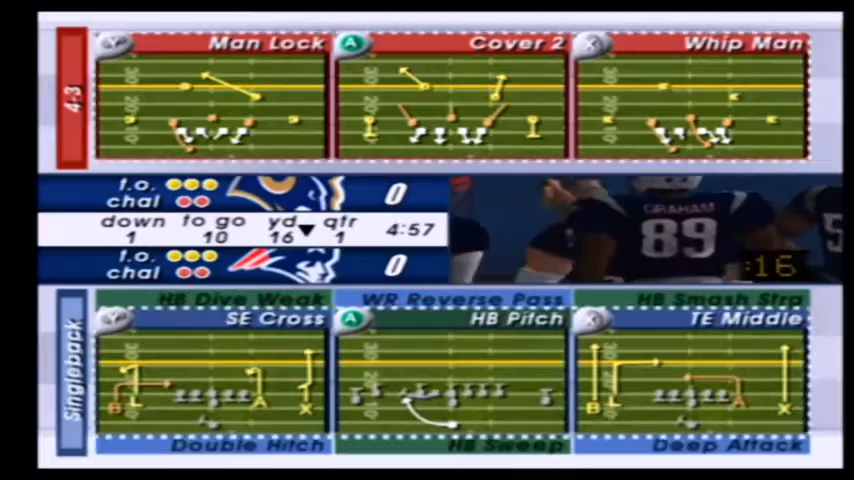 4-3
Y Man Lock
A Cover 2
X Whip Man
t.o.
chal
0
down to go yd qtr
1 10 16 1 4:57
t.o.
chal
0
GRAHAM
89
5
:16
Singleback
HB Dive Weak
WR Reverse Pass
HB Smash Strg
Y SE Cross
A HB Pitch
X TE Middle
B L A X
B L A X
Double Hitch
HB Sweep
Deep Attack